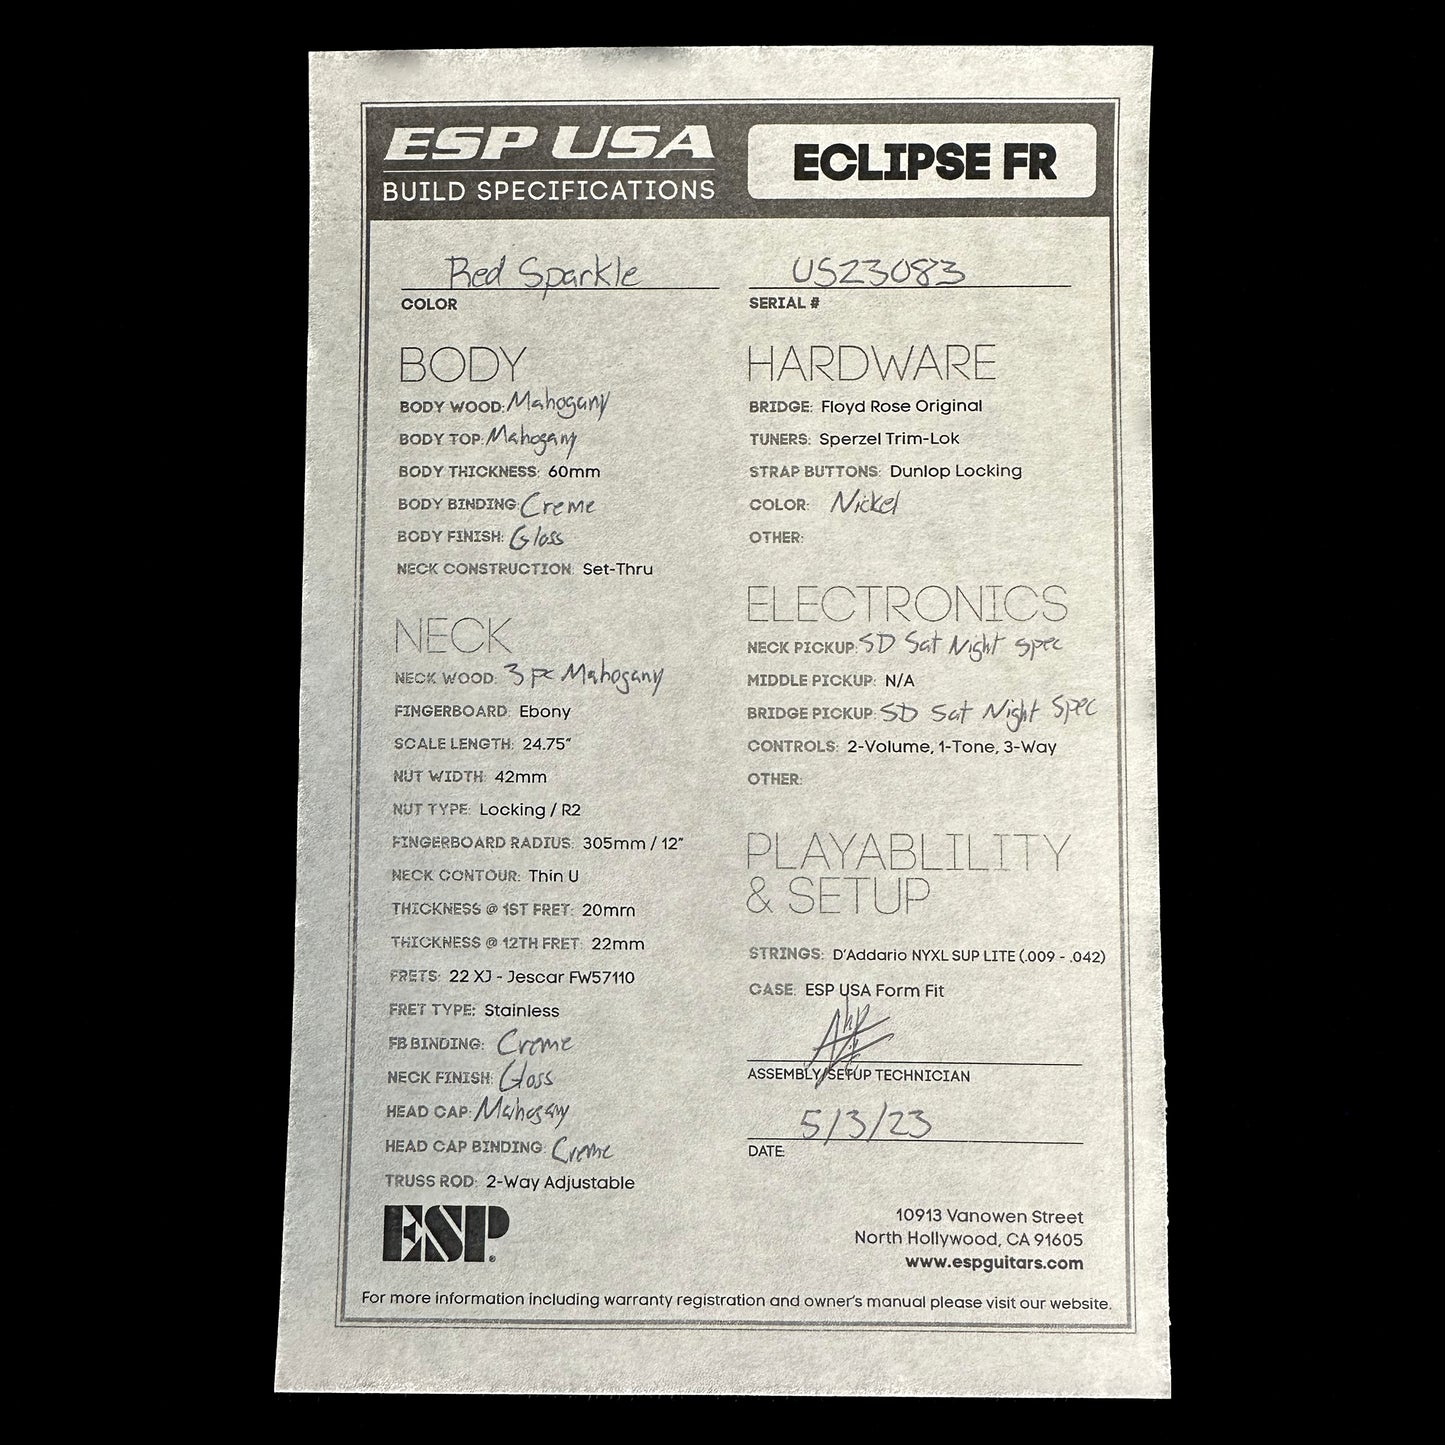 ESP USA
BUILD SPECIFICATIONS
ECLIPSE FR
Red Sparkle
COLOR
US23083
SERIAL #
BODY
BODY WOOD: Mahogany
BODY TOP: Mahogany
BODY THICKNESS: 60mm
BODY BINDING: Creme
BODY FINISH: Gloss
NECK CONSTRUCTION: Set-Thru
NECK
NECK WOOD: 3 pc Mahogany
FINGERBOARD: Ebony
SCALE LENGTH: 24.75"
NUT WIDTH: 42mm
NUT TYPE: Locking / R2
FINGERBOARD RADIUS: 305mm / 12"
NECK CONTOUR: Thin U
THICKNESS @ 1ST FRET: 20mm
THICKNESS @ 12TH FRET: 22mm
FRETS: 22 XJ - Jescar FW57110
FRET TYPE: Stainless
FB BINDING: Creme
NECK FINISH: Gloss
HEAD CAP: Mahogany
HEAD CAP BINDING: Creme
TRUSS ROD: 2-Way Adjustable
ESP®
HARDWARE
BRIDGE: Floyd Rose Original
TUNERS: Sperzel Trim-Lok
STRAP BUTTONS: Dunlop Locking
COLOR: Nickel
OTHER:
ELECTRONICS
NECK PICKUP: SD Sat Night Spec
MIDDLE PICKUP: N/A
BRIDGE PICKUP: SD Sat Night Spec
CONTROLS: 2-Volume, 1-Tone, 3-Way
OTHER:
PLAYABLILITY
& SETUP
STRINGS: D'Addario NYXL SUP LITE (.009 - .042)
CASE: ESP USA Form Fit
ASSEMBLY/SETUP TECHNICIAN
5/3/23
DATE:
10913 Vanowen Street
North Hollywood, CA 91605
www.espguitars.com
For more information including warranty registration and owner's manual please visit our website.